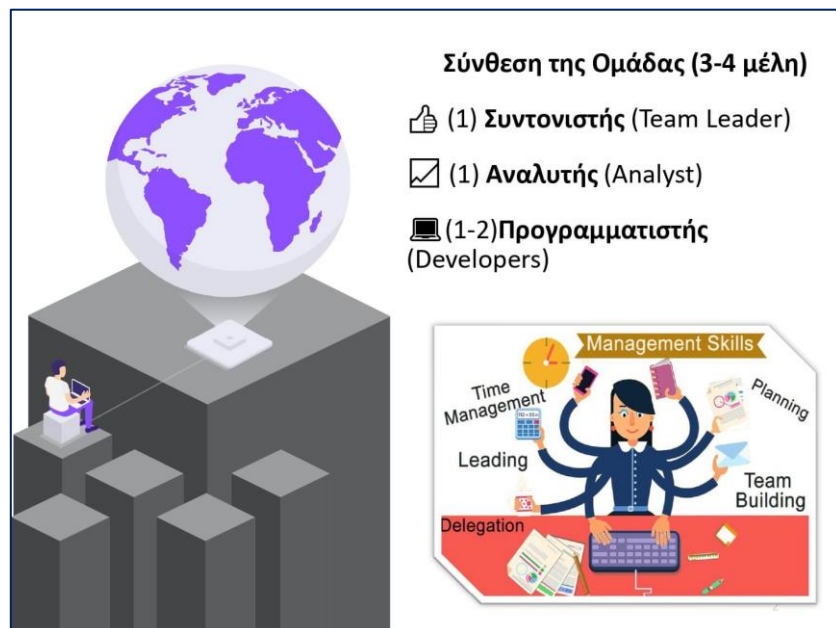 Σύνθεση της Ομάδας (3-4 μέλη)
(1) Συντονιστής (Team Leader)
(1) Αναλυτής (Analyst)
(1-2)Προγραμματιστής
(Developers)
Management Skills
Time
Management
Planning
Leading
Team
Building
Delegation
2